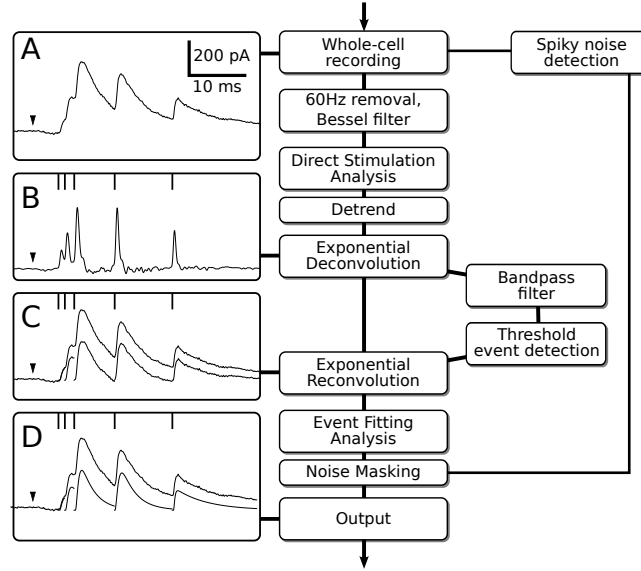 A
200 pA
10 ms
B
C
D
Whole-cell
recording
Spiky noise
detection
60Hz removal,
Bessel filter
Direct Stimulation
Analysis
Detrend
Exponential
Deconvolution
Bandpass
filter
Threshold
event detection
Exponential
Reconvolution
Event Fitting
Analysis
Noise Masking
Output